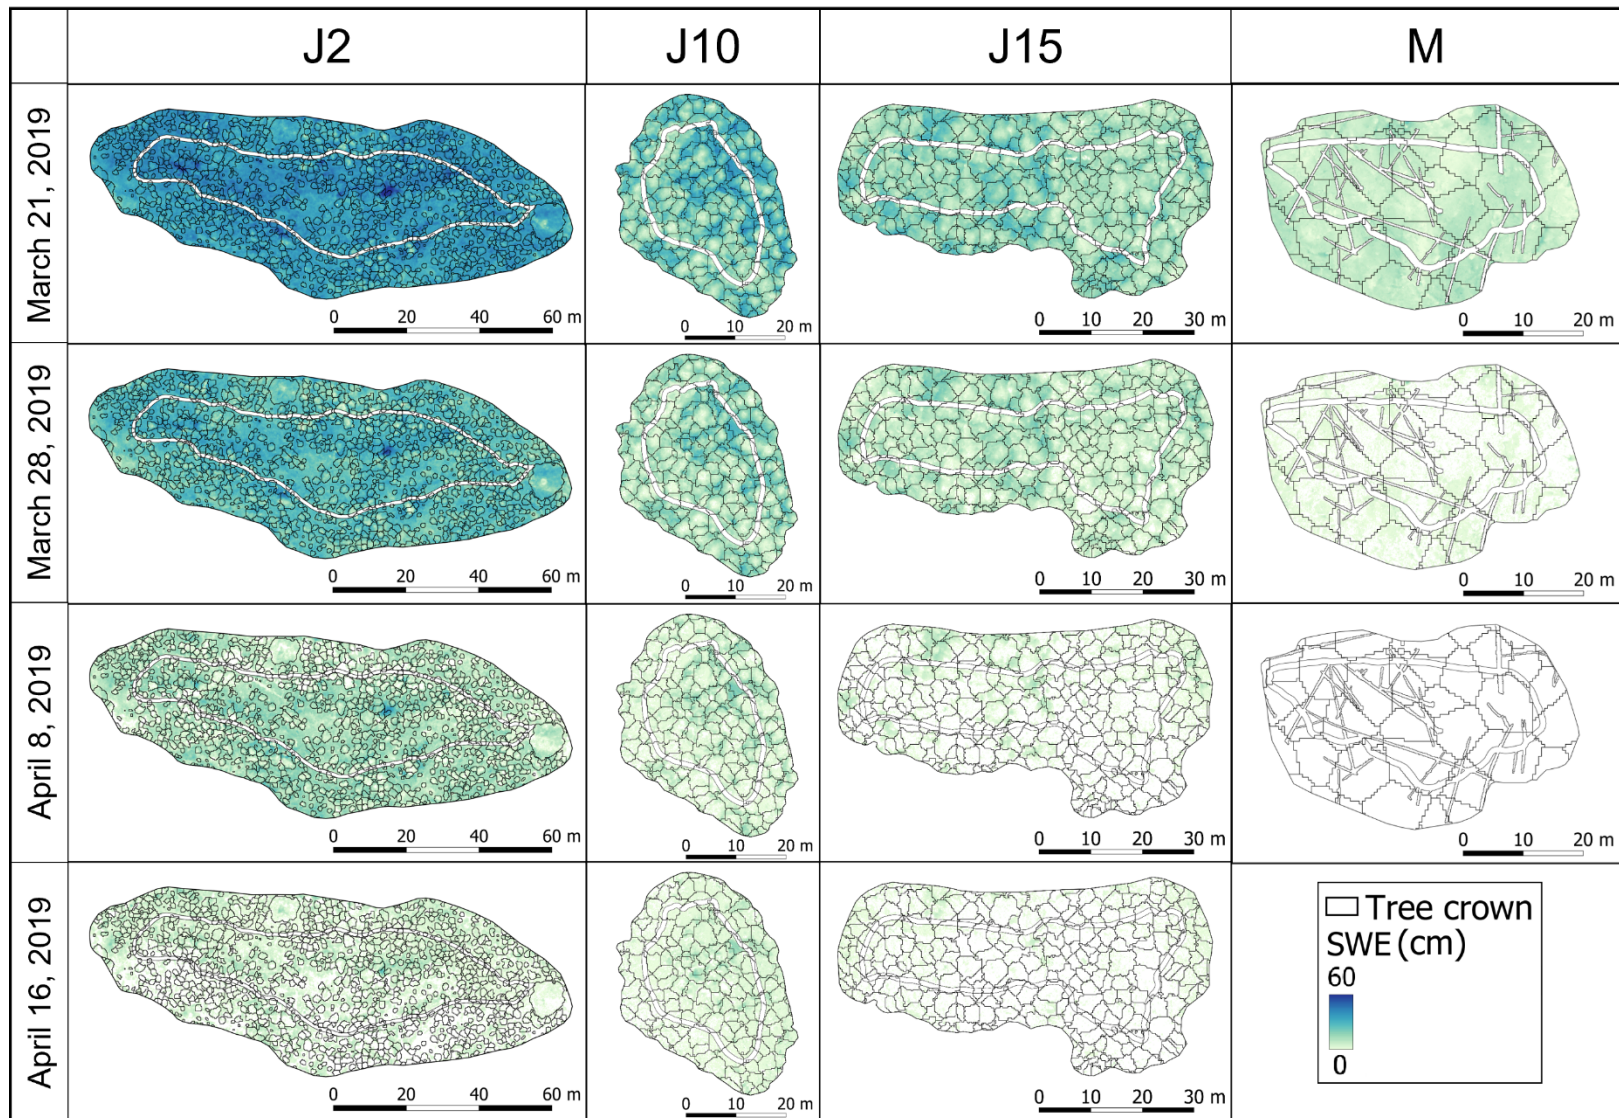 J2 J10 J15 M
March 21, 2019
0 20 40 60 m
0 10 20 m
0 10 20 30 m
0 10 20 m
March 28, 2019
0 20 40 60 m
0 10 20 m
0 10 20 30 m
0 10 20 m
April 8, 2019
0 20 40 60 m
0 10 20 m
0 10 20 30 m
0 10 20 m
April 16, 2019
0 20 40 60 m
0 10 20 m
0 10 20 30 m
Tree crown
SWE (cm)
60
0